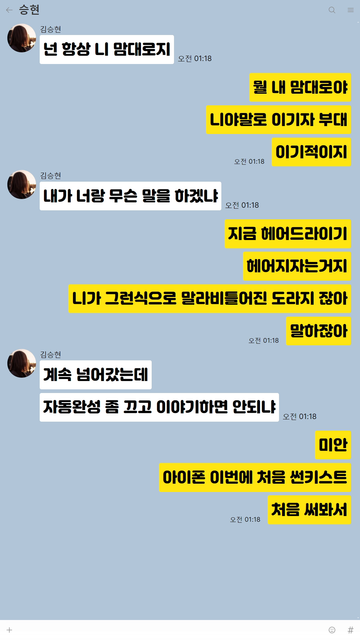 승현
김승현
넌 항상 니 맘대로지
오전 01:18
뭘 내 맘대로야
니야말로 이기자 부대
이기적이지
오전 01:18
김승현
내가 너랑 무슨 말을 하겠냐
오전 01:18
지금 헤어드라이기
헤어지자는거지
니가 그런식으로 말라비틀어진 도라지 잖아
말하잖아
오전 01:18
김승현
계속 넘어갔는데
자동완성 좀 끄고 이야기하면 안되냐
오전 01:18
미안
아이폰 이번에 처음 썬키스트
처음 써봐서
오전 01:18